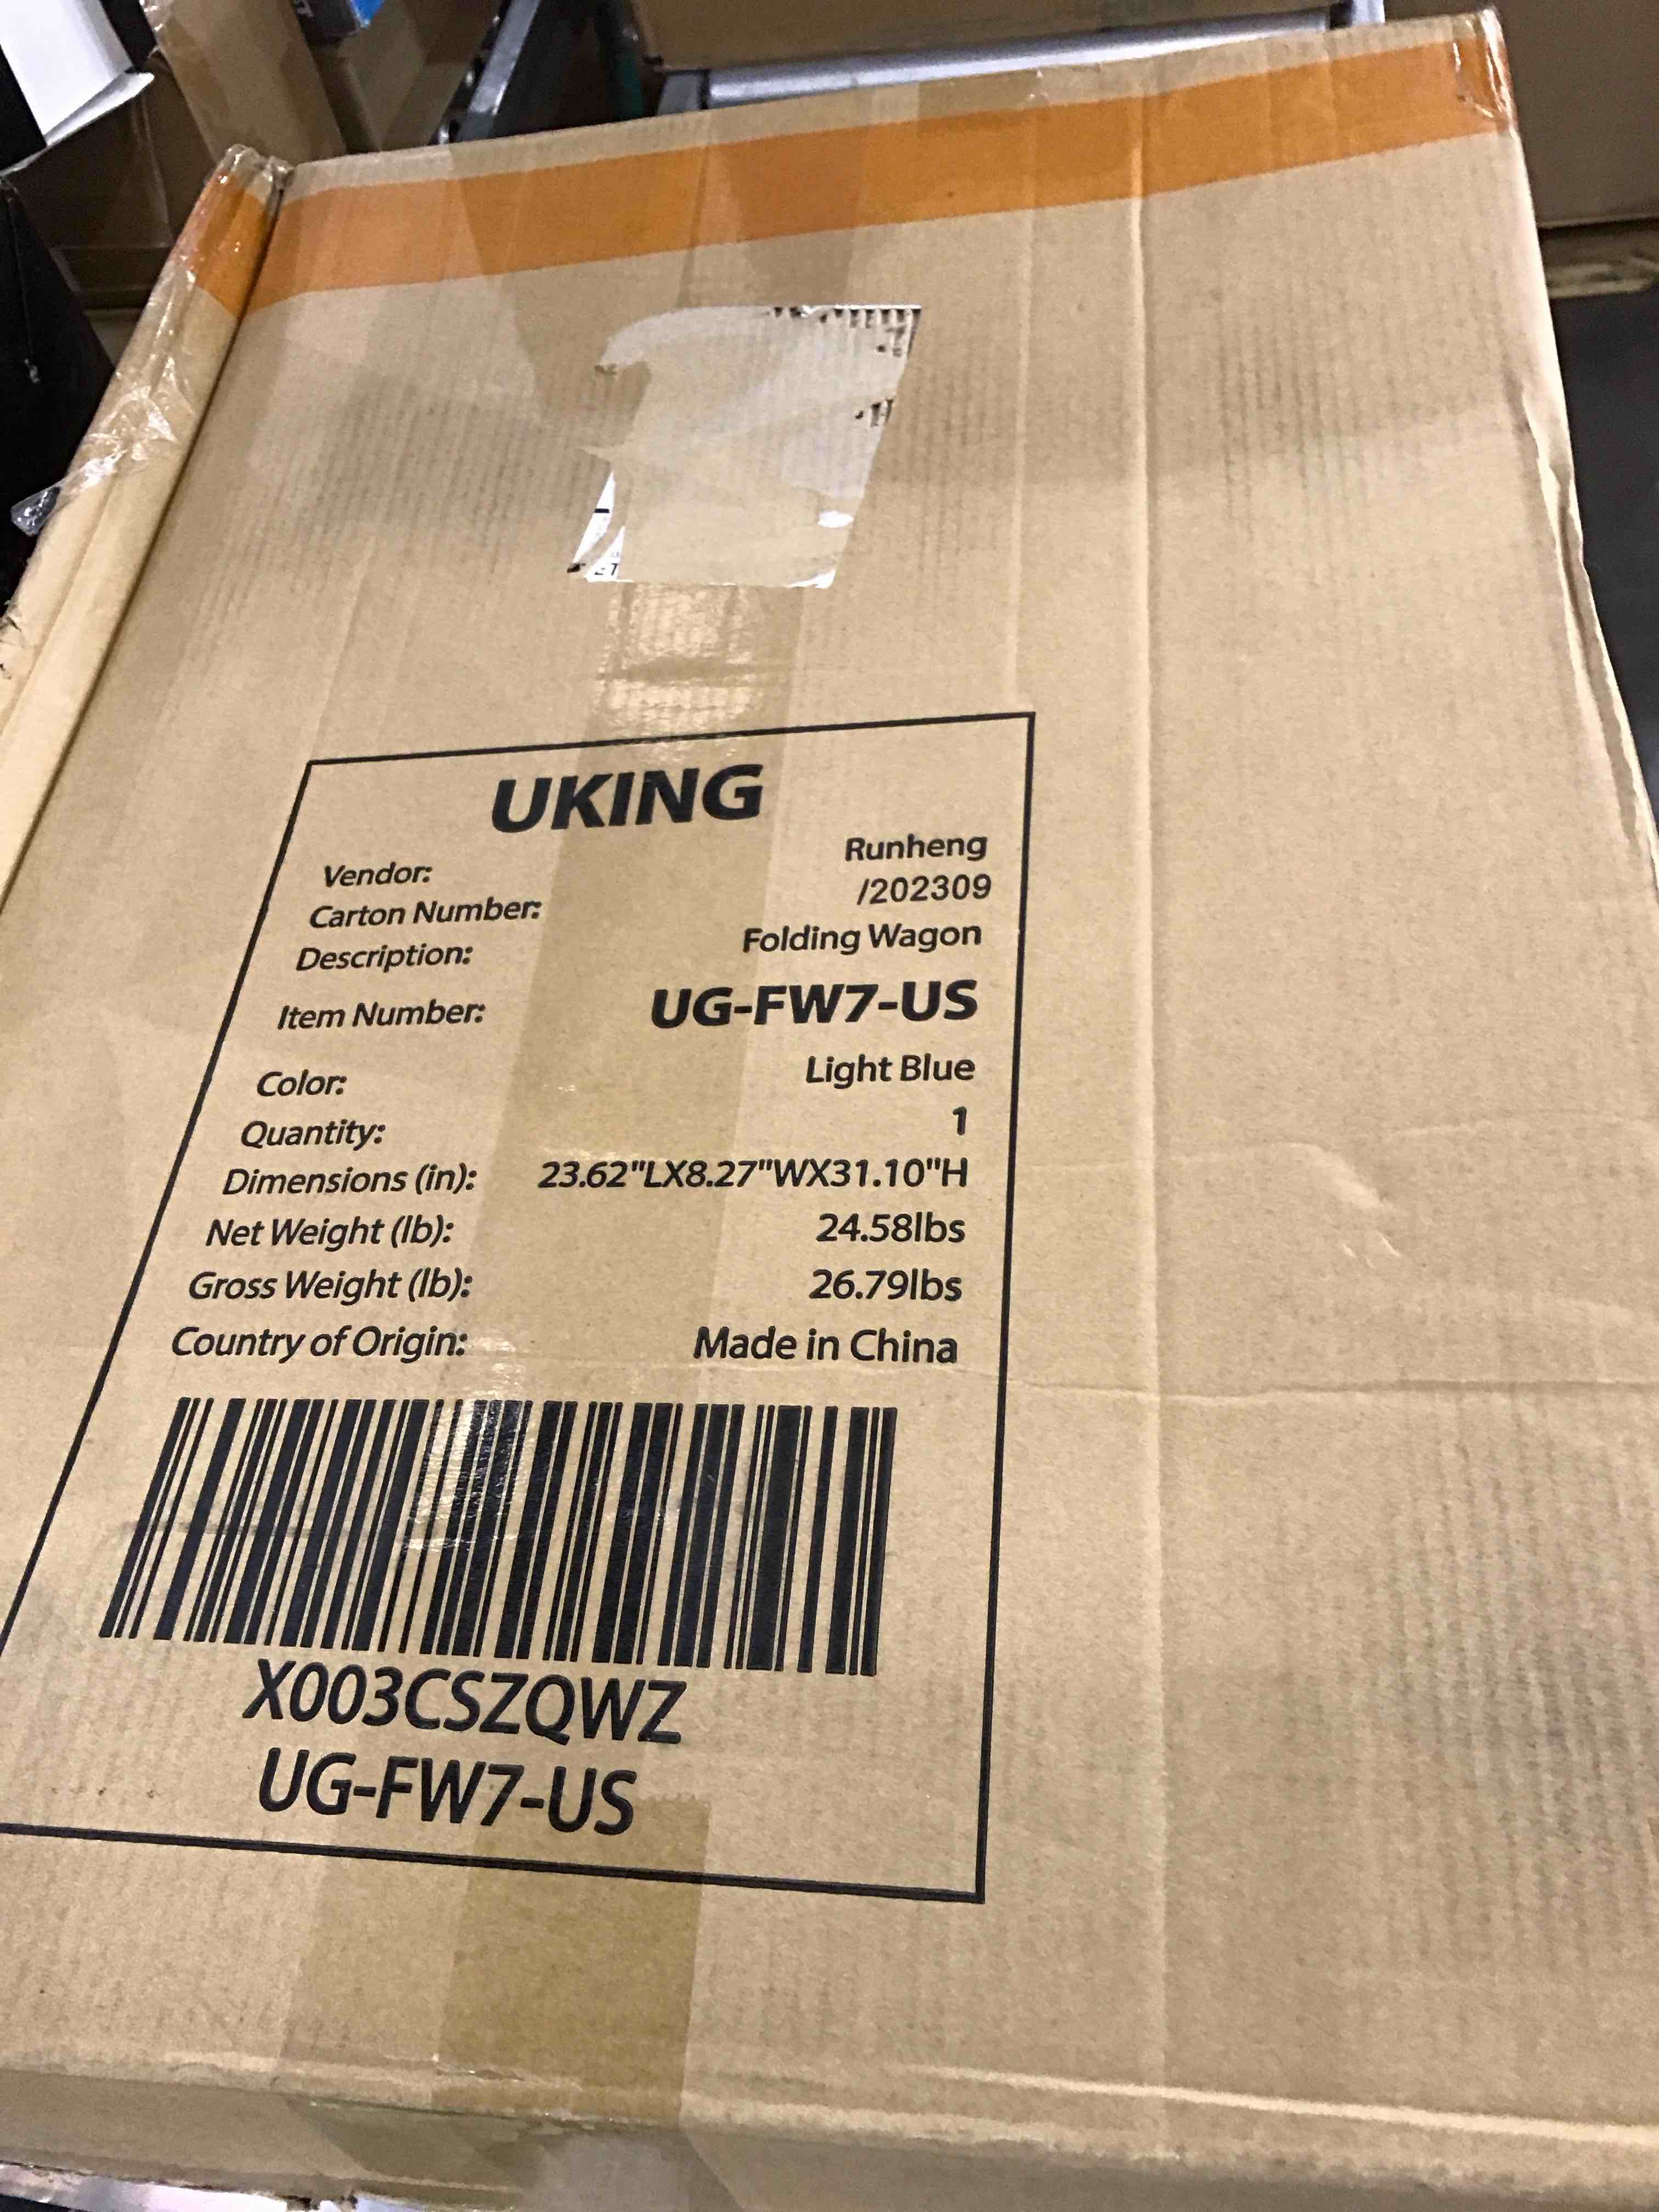 UKING
Vendor: Runheng
Carton Number: /202309
Description: Folding Wagon
Item Number: UG-FW7-US
Color: Light Blue
Quantity: 1
Dimensions (in): 23.62"LX8.27"WX31.10"H
Net Weight (lb): 24.58lbs
Gross Weight (lb): 26.79lbs
Country of Origin: Made in China
X003CSZQWZ
UG-FW7-US